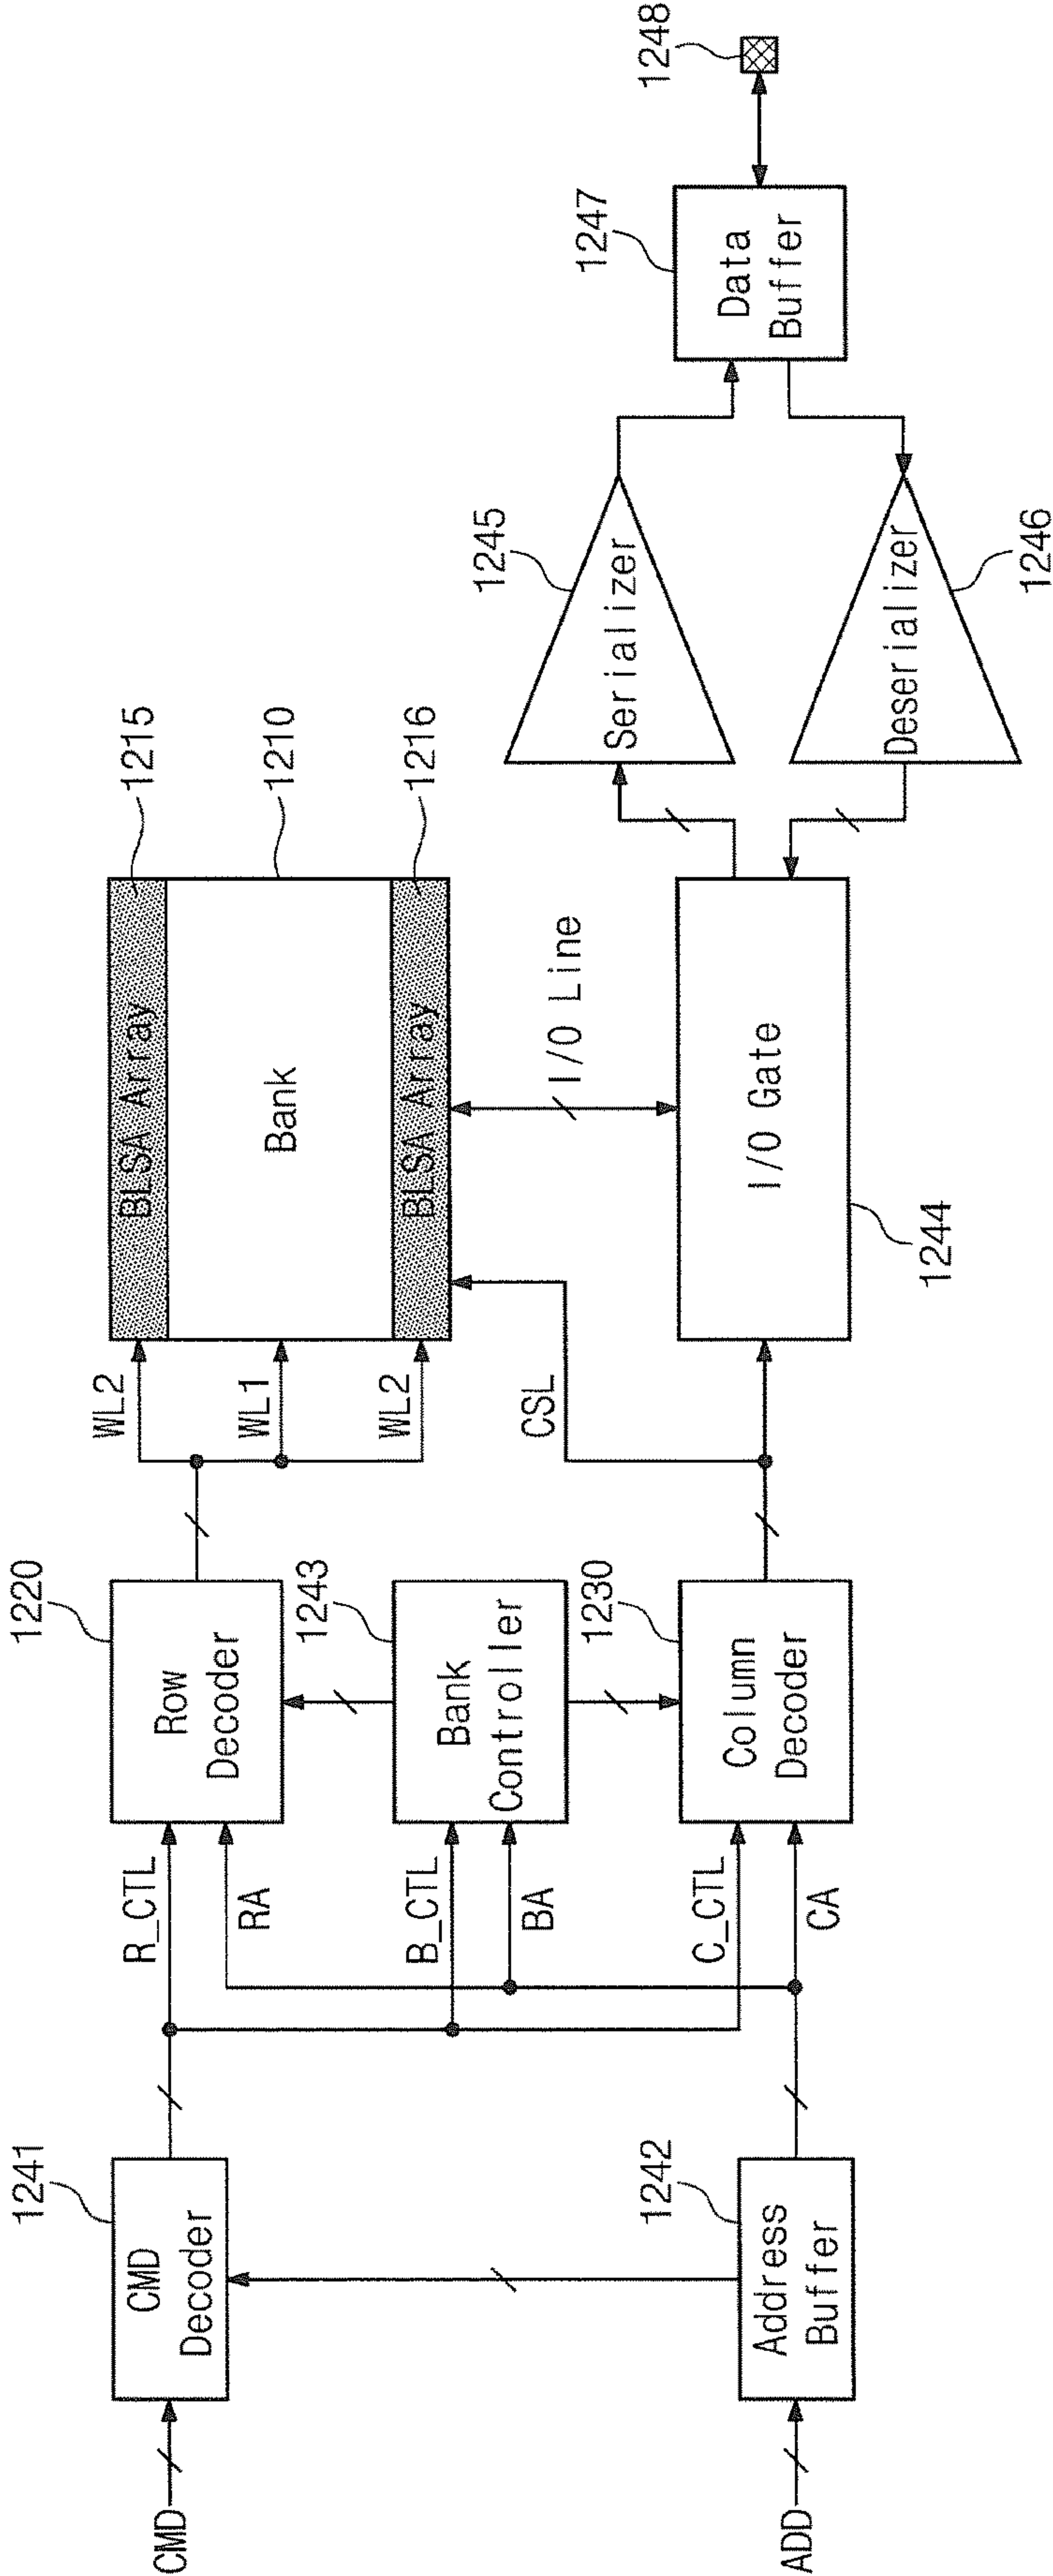 CMD
1241
CMD
Decoder
ADD
1242
Address
Buffer
R_CTL
RA
B_CTL
BA
C_CTL
CA
1220
Row
Decoder
1243
Bank
Controller
1230
Column
Decoder
WL2
WL1
WL2
CSL
BLSA Array
1215
Bank
1210
BLSA Array
1216
I/O Line
I/O Gate
1244
1245
Serializer
Deserializer
1246
1247
Data
Buffer
1248